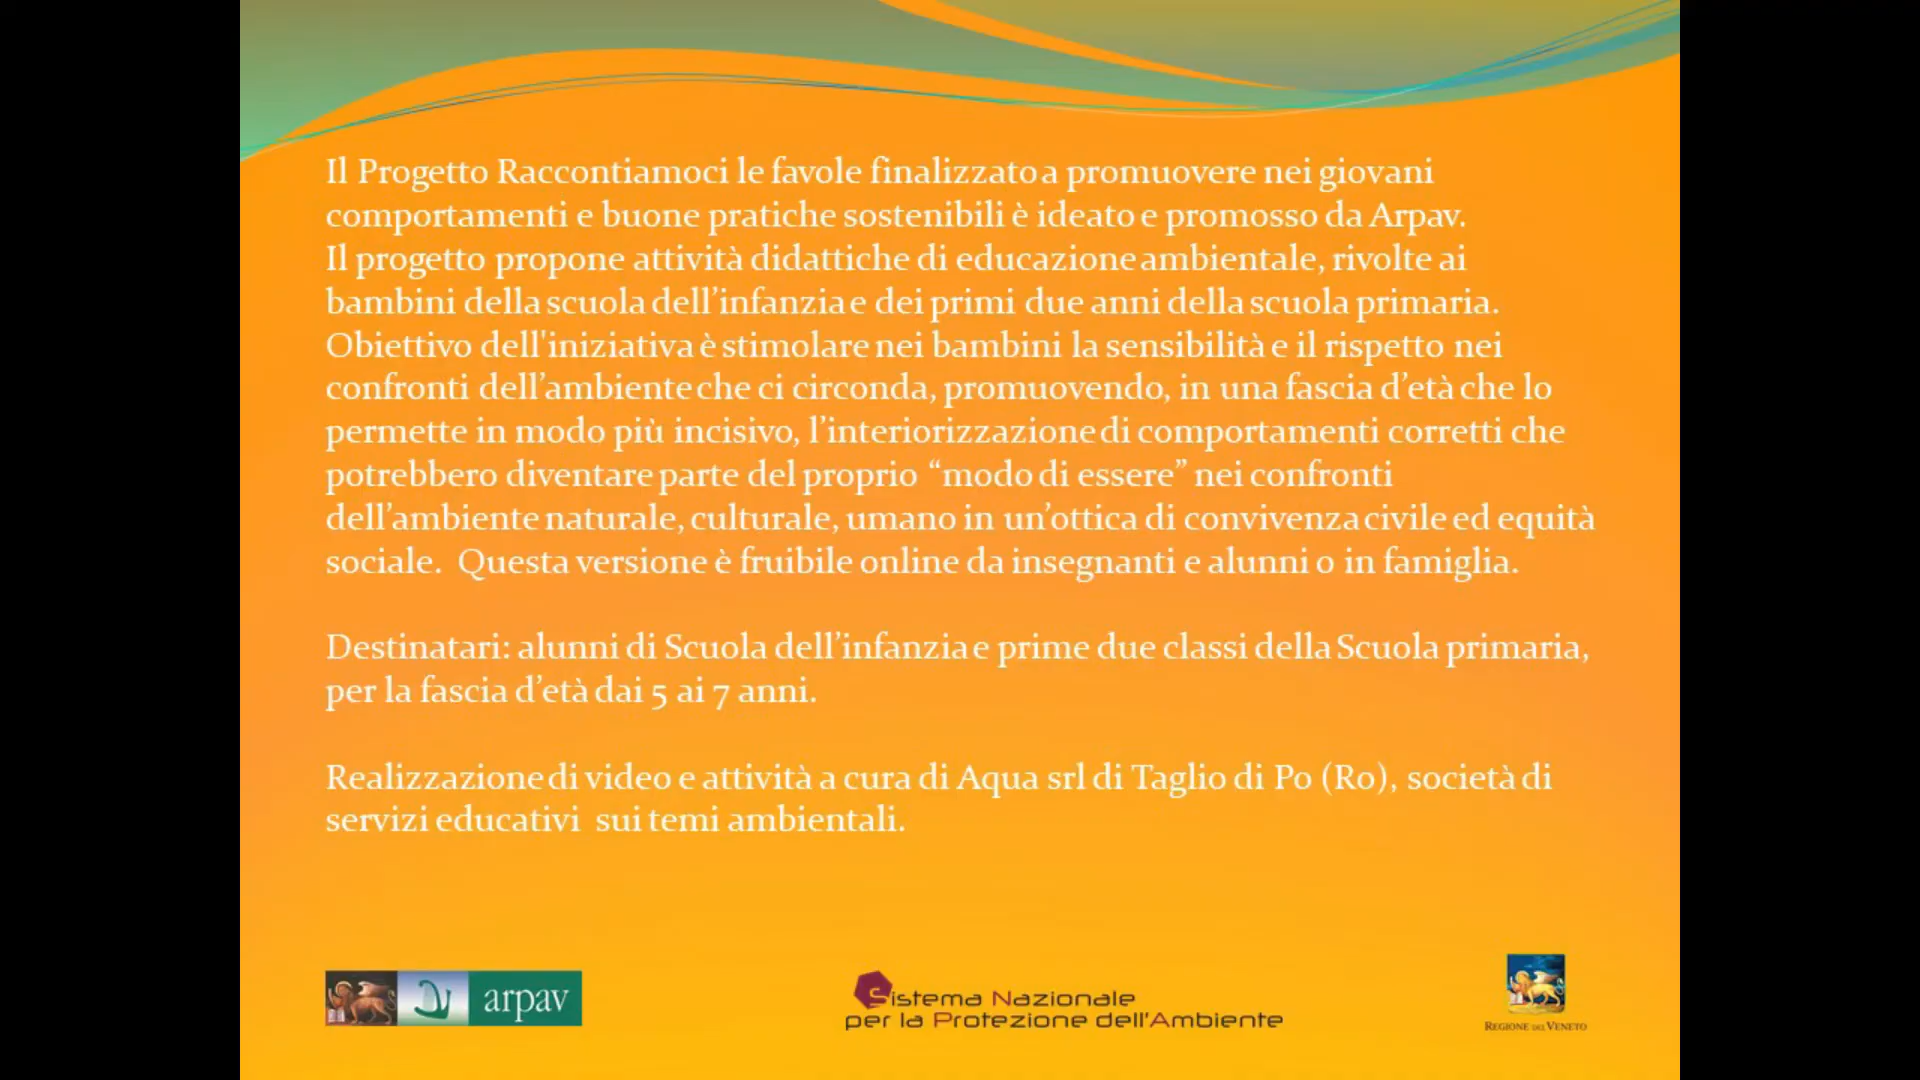 Il Progetto Raccontiamoci le favole finalizzato a promuovere nei giovani
comportamenti e buone pratiche sostenibili è ideato e promosso da Arpav.
Il progetto propone attività didattiche di educazione ambientale, rivolte ai
bambini della scuola dell’infanzia e dei primi due anni della scuola primaria.
Obiettivo dell'iniziativa è stimolare nei bambini la sensibilità e il rispetto nei
confronti dell’ambiente che ci circonda, promuovendo, in una fascia d’età che lo
permette in modo più incisivo, l’interiorizzazione di comportamenti corretti che
potrebbero diventare parte del proprio “modo di essere” nei confronti
dell’ambiente naturale, culturale, umano in un’ottica di convivenza civile ed equità
sociale. Questa versione è fruibile online da insegnanti e alunni o in famiglia.
Destinatari: alunni di Scuola dell’infanzia e prime due classi della Scuola primaria,
per la fascia d’età dai 5 ai 7 anni.
Realizzazione di video e attività a cura di Aqua srl di Taglio di Po (Ro), società di
servizi educativi sui temi ambientali.
arpav
Sistema Nazionale
per la Protezione dell'Ambiente
REGIONE DEL VENETO